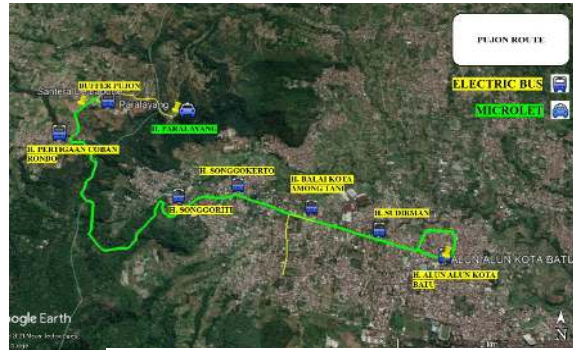 PUJON ROUTE
ELECTRIC BUS
MICROLET
BUFFER PUJON
Paralayang
H. PARALAYANG
H. PERTIGAAN COBAN
RONDO
H. SONGGOKERTO
H. SONGGORITI
H. BALAI KOTA
AMONG TANI
H. SUDIRMAN
ALUN ALUN KOTA BATU
H. ALUN ALUN KOTA
BATU
Google Earth
N